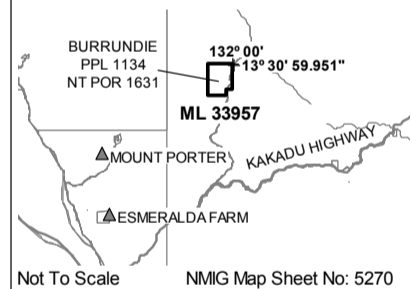 BURRUNDIE
PPL 1134
NT POR 1631
132° 00'
13° 30' 59.951"
ML 33957
MOUNT PORTER
KAKADU HIGHWAY
ESMERALDA FARM
Not To Scale
NMIG Map Sheet No: 5270